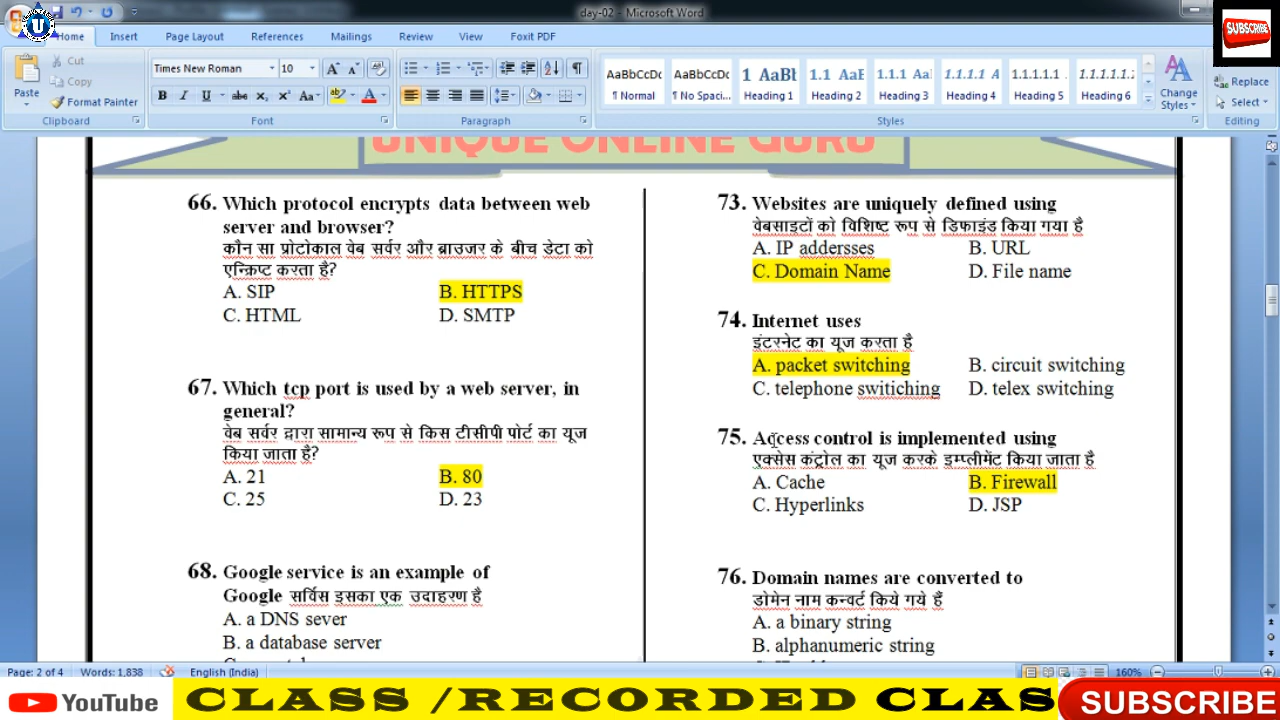 day-02 - Microsoft Word
Home Insert Page Layout References Mailings Review View Foxit PDF
SUBSCRIBE
Paste
Cut
Copy
Format Painter
Clipboard
Times New Roman 10
Font
Paragraph
AaBbCcDc AaBbCcDc 1 AaBl 1.1 AaE 1.1.1 Aa 1.1.1.1 A 1.1.1.1.1 1.1.1.1.1.
¶ Normal ¶ No Spaci... Heading 1 Heading 2 Heading 3 Heading 4 Heading 5 Heading 6
Styles
Change
Styles
Replace
Select
Editing
UNIQUE ONLINE GURU
66. Which protocol encrypts data between web
server and browser?
कौन सा प्रोटोकाल वेब सर्वर और ब्राउजर के बीच डेटा को
एन्क्रिप्ट करता है?
A. SIP B. HTTPS
C. HTML D. SMTP
67. Which tcp port is used by a web server, in
general?
वेब सर्वर द्वारा सामान्य रूप से किस टीसीपी पोर्ट का यूज
किया जाता है?
A. 21 B. 80
C. 25 D. 23
68. Google service is an example of
Google सर्विस इसका एक उदाहरण है
A. a DNS sever
B. a database server
73. Websites are uniquely defined using
वेबसाइटों को विशिष्ट रूप से डिफाइंड किया गया है
A. IP addersses B. URL
C. Domain Name D. File name
74. Internet uses
इंटरनेट का यूज करता है
A. packet switching B. circuit switching
C. telephone switiching D. telex switching
75. Access control is implemented using
एक्सेस कंट्रोल का यूज करके इम्प्लीमेंट किया जाता है
A. Cache B. Firewall
C. Hyperlinks D. JSP
76. Domain names are converted to
डोमेन नाम कन्वर्ट किये गये हैं
A. a binary string
B. alphanumeric string
Page: 2 of 4 Words: 1,838 English (India) 160%
YouTube CLASS /RECORDED CLAS SUBSCRIBE